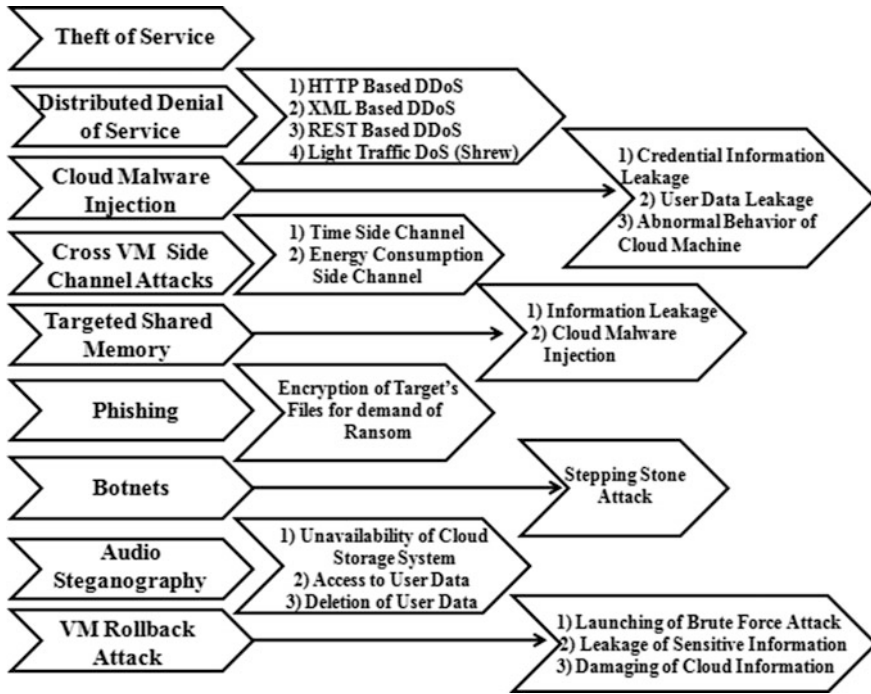 Theft of Service
Distributed Denial
of Service
1) HTTP Based DDoS
2) XML Based DDoS
3) REST Based DDoS
4) Light Traffic DoS (Shrew)
Cloud Malware
Injection
1) Credential Information
Leakage
2) User Data Leakage
3) Abnormal Behavior of
Cloud Machine
Cross VM Side
Channel Attacks
1) Time Side Channel
2) Energy Consumption
Side Channel
Targeted Shared
Memory
1) Information Leakage
2) Cloud Malware
Injection
Phishing
Encryption of Target's
Files for demand of
Ransom
Botnets
Stepping Stone
Attack
Audio
Steganography
1) Unavailability of Cloud
Storage System
2) Access to User Data
3) Deletion of User Data
VM Rollback
Attack
1) Launching of Brute Force Attack
2) Leakage of Sensitive Information
3) Damaging of Cloud Information